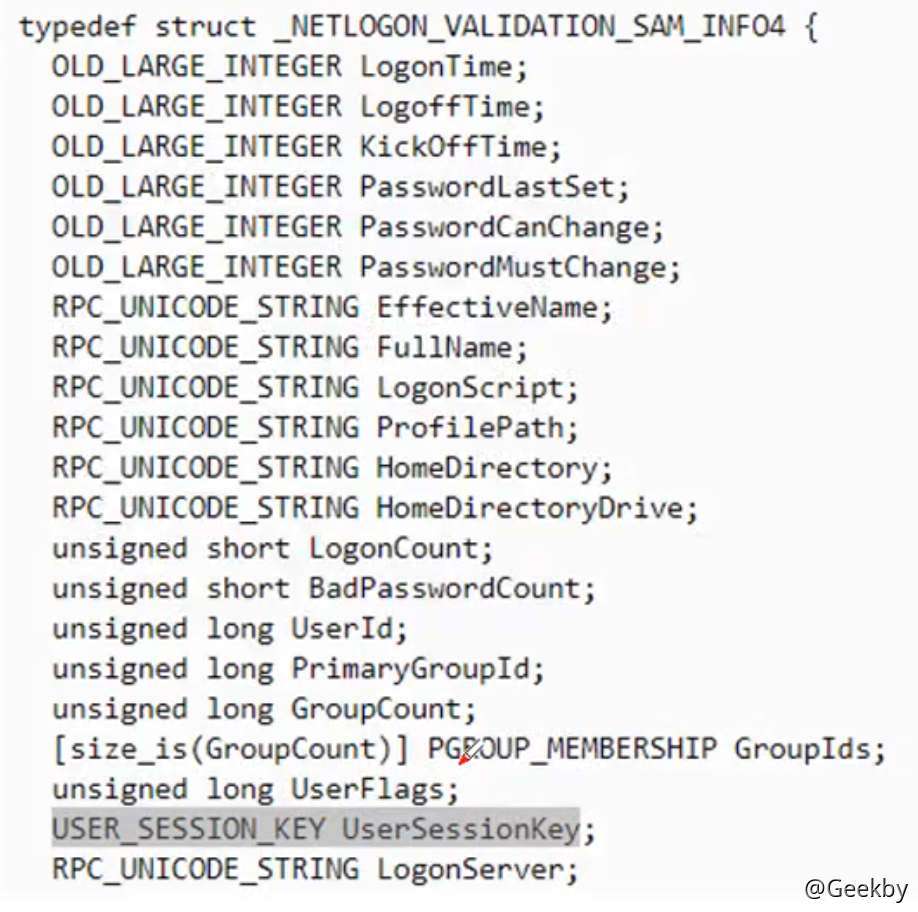 typedef struct _NETLOGON_VALIDATION_SAM_INFO4 {
OLD_LARGE_INTEGER LogonTime;
OLD_LARGE_INTEGER LogoffTime;
OLD_LARGE_INTEGER KickOffTime;
OLD_LARGE_INTEGER PasswordLastSet;
OLD_LARGE_INTEGER PasswordCanChange;
OLD_LARGE_INTEGER PasswordMustChange;
RPC_UNICODE_STRING EffectiveName;
RPC_UNICODE_STRING FullName;
RPC_UNICODE_STRING LogonScript;
RPC_UNICODE_STRING ProfilePath;
RPC_UNICODE_STRING HomeDirectory;
RPC_UNICODE_STRING HomeDirectoryDrive;
unsigned short LogonCount;
unsigned short BadPasswordCount;
unsigned long UserId;
unsigned long PrimaryGroupId;
unsigned long GroupCount;
[size_is(GroupCount)] PGROUP_MEMBERSHIP GroupIds;
unsigned long UserFlags;
USER_SESSION_KEY UserSessionKey;
RPC_UNICODE_STRING LogonServer;
@Geekby